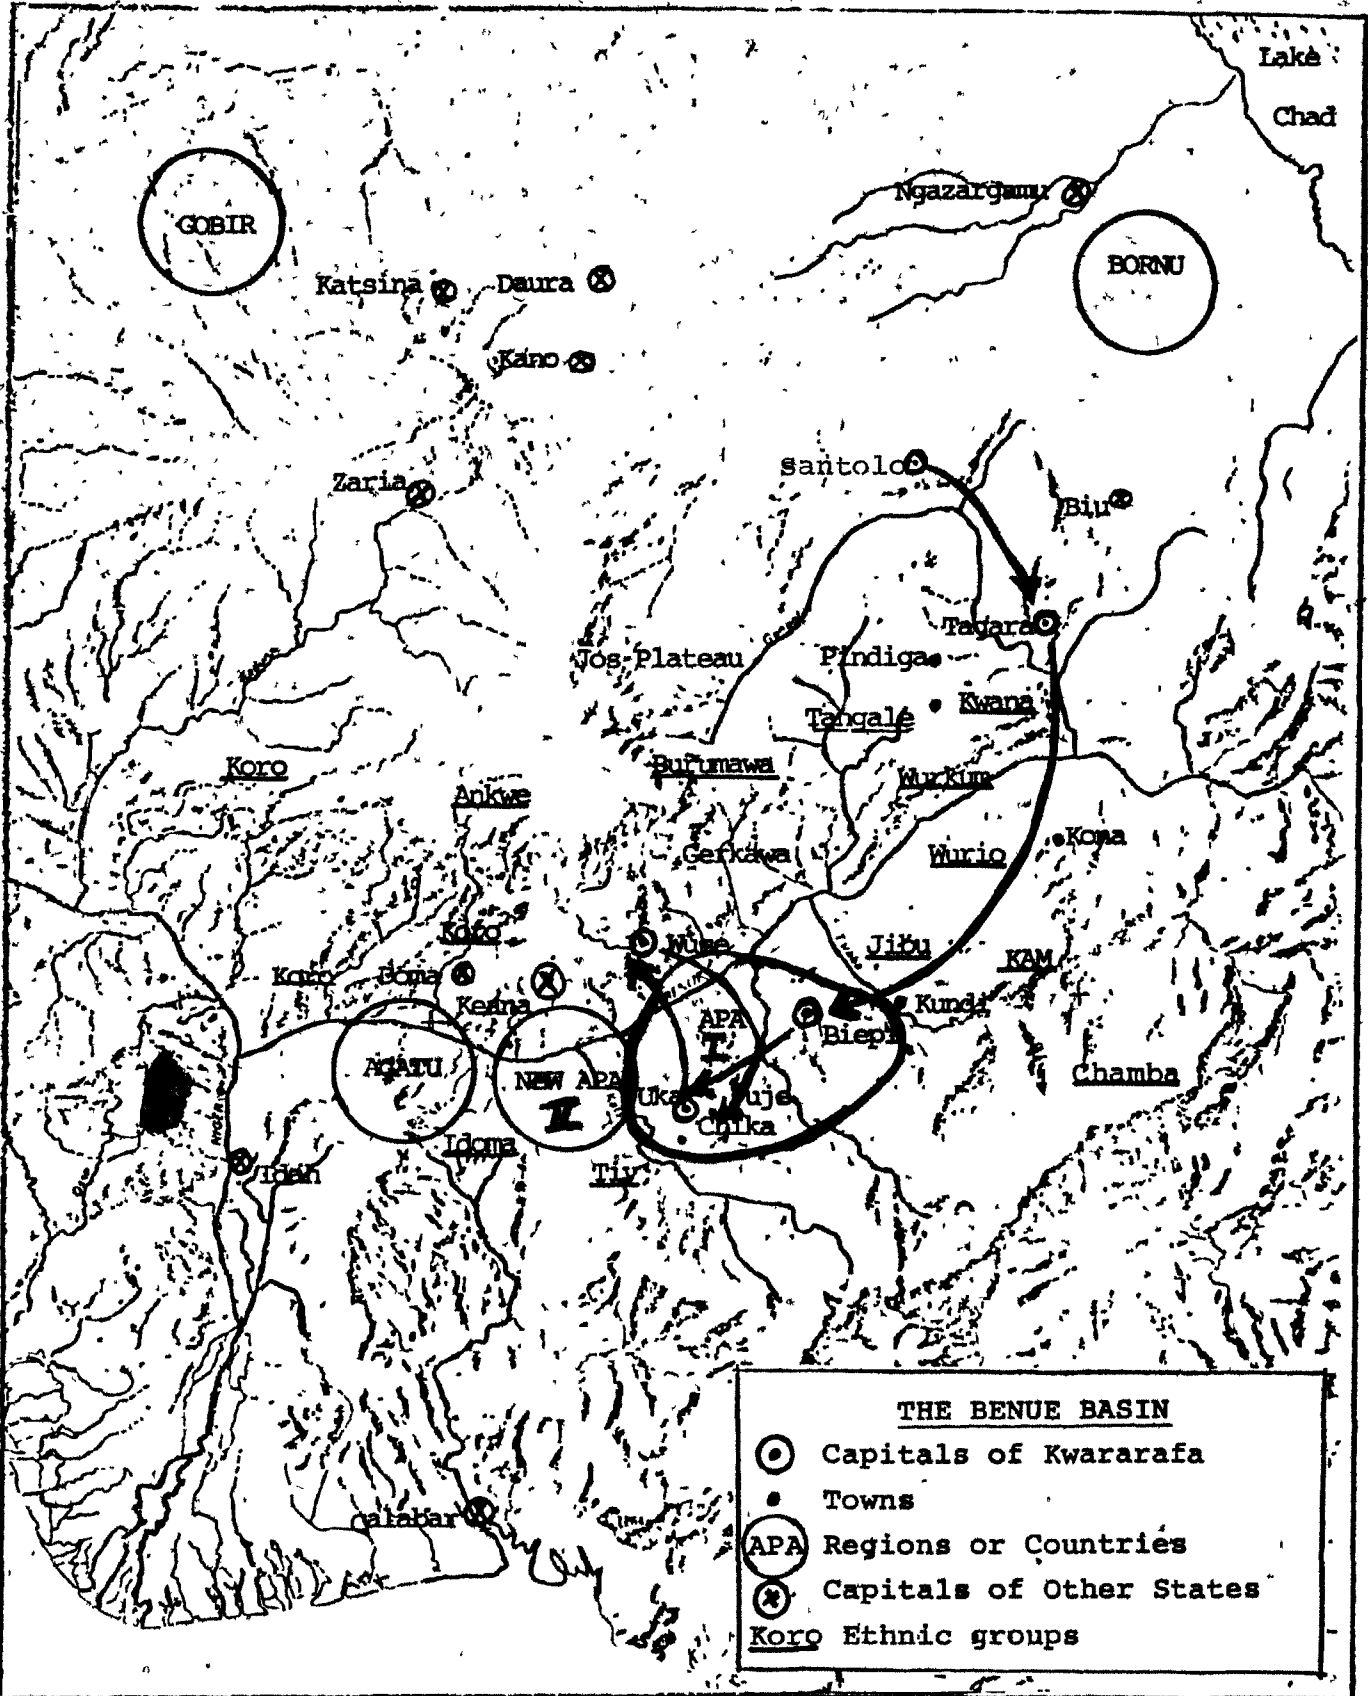 Lake
Chad
Ngazargamu
GOBIR
BORNU
Katsina
Daura
Kano
Santolo
Zaria
Biu
Tagara
Jos Plateau
Pindiga
Kwana
Tangale
Koro
Burumawa
Wurkum
Ankwe
Koma
Gerkawa
Wurio
Koro
Wuse
Jibu
KAM
Koro
Doma
Keana
Kundi
APA
I
Biepi
AGATU
NEW APA
II
Uka
Puje
Chika
Chamba
Idoma
Tiv
Idah
Calabar
THE BENUE BASIN
Capitals of Kwararafa
Towns
APA Regions or Countries
Capitals of Other States
Koro Ethnic groups